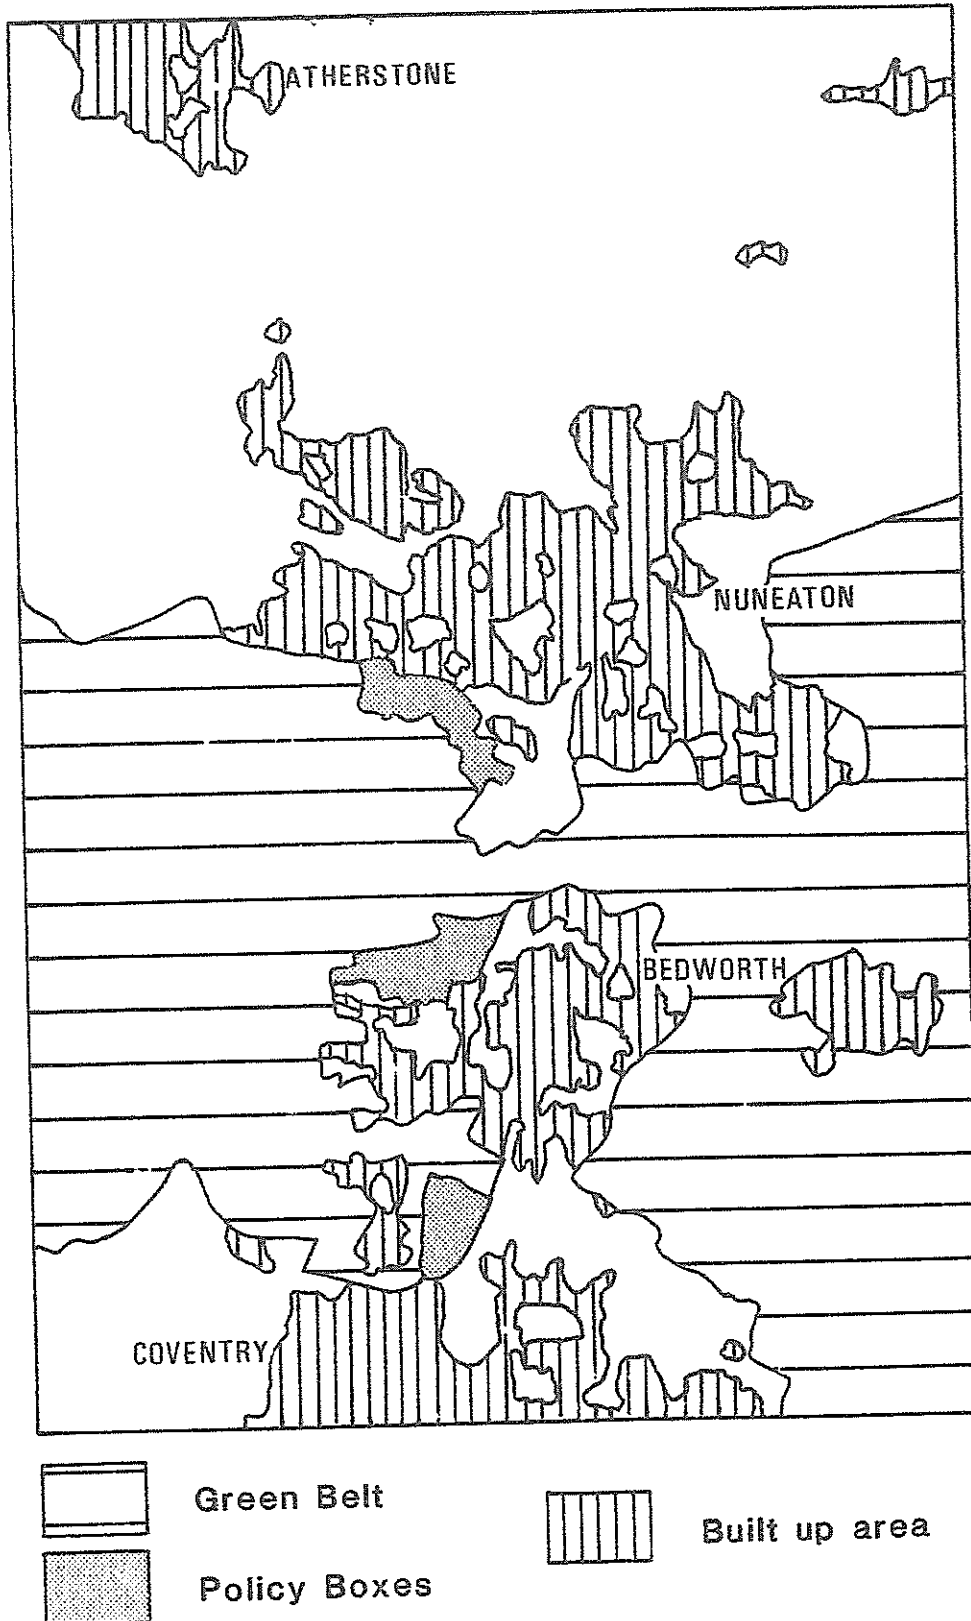 ATHERSTONE
NUNEATON
BEDWORTH
COVENTRY
Green Belt
Built up area
Policy Boxes